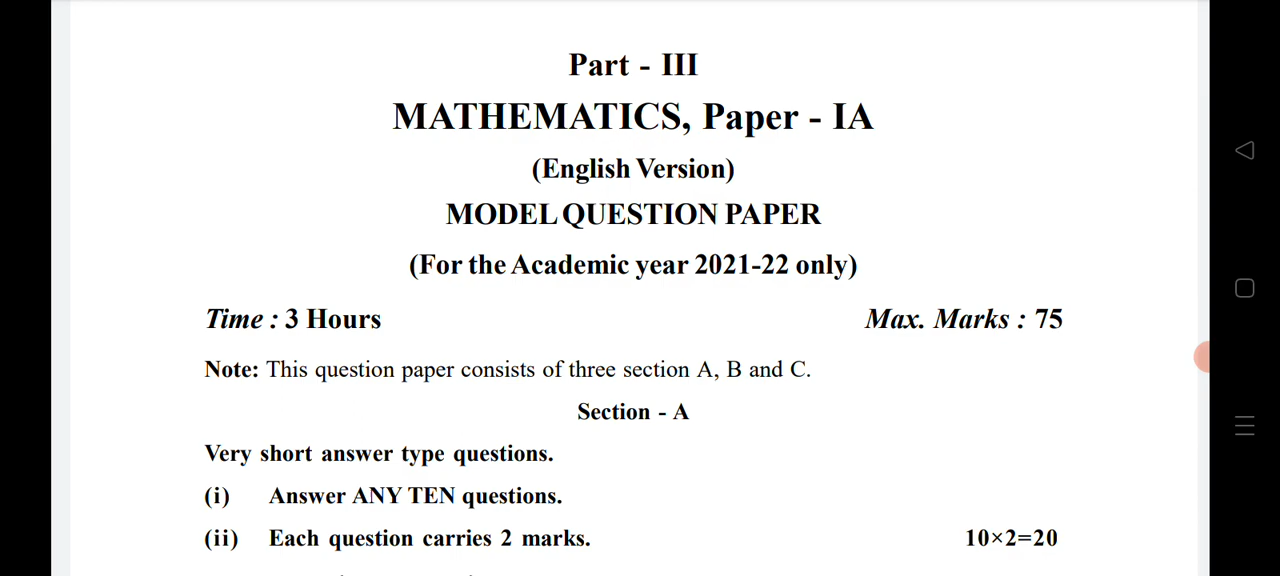 Part - III
MATHEMATICS, Paper - IA
(English Version)
MODEL QUESTION PAPER
(For the Academic year 2021-22 only)
Time : 3 Hours Max. Marks : 75
Note: This question paper consists of three section A, B and C.
Section - A
Very short answer type questions.
(i) Answer ANY TEN questions.
(ii) Each question carries 2 marks. 10×2=20